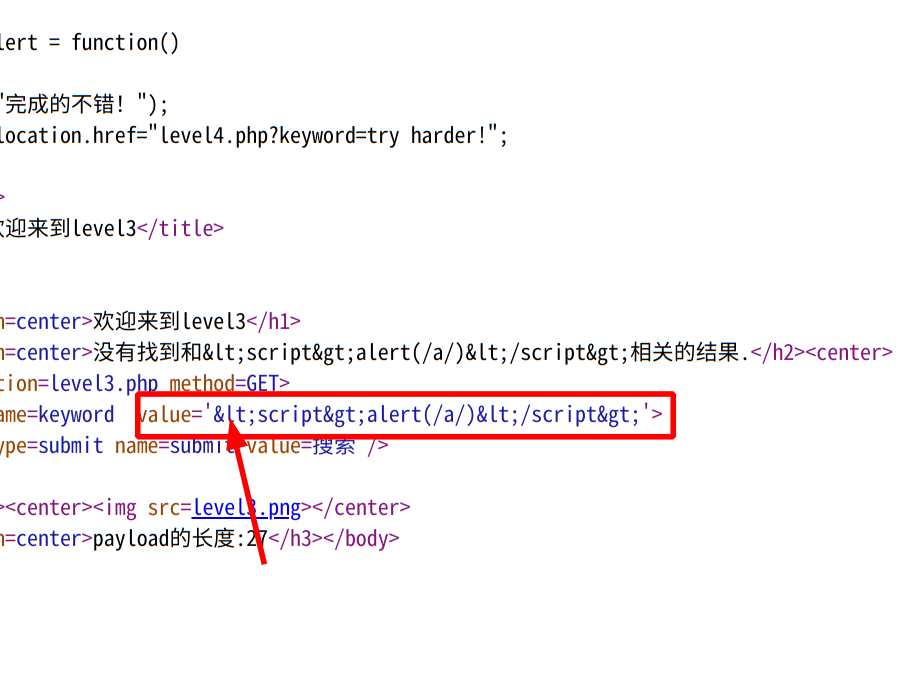 lert = function()
"完成的不错！");
location.href="level4.php?keyword=try harder!";
>
欢迎来到level3</title>
n=center>欢迎来到level3</h1>
n=center>没有找到和&lt;script&gt;alert(/a/)&lt;/script&gt;相关的结果.</h2><center>
tion=level3.php method=GET>
ame=keyword  value='&lt;script&gt;alert(/a/)&lt;/script&gt;'>
ype=submit name=submit value=搜索 />
><center><img src=level3.png></center>
n=center>payload的长度:27</h3></body>